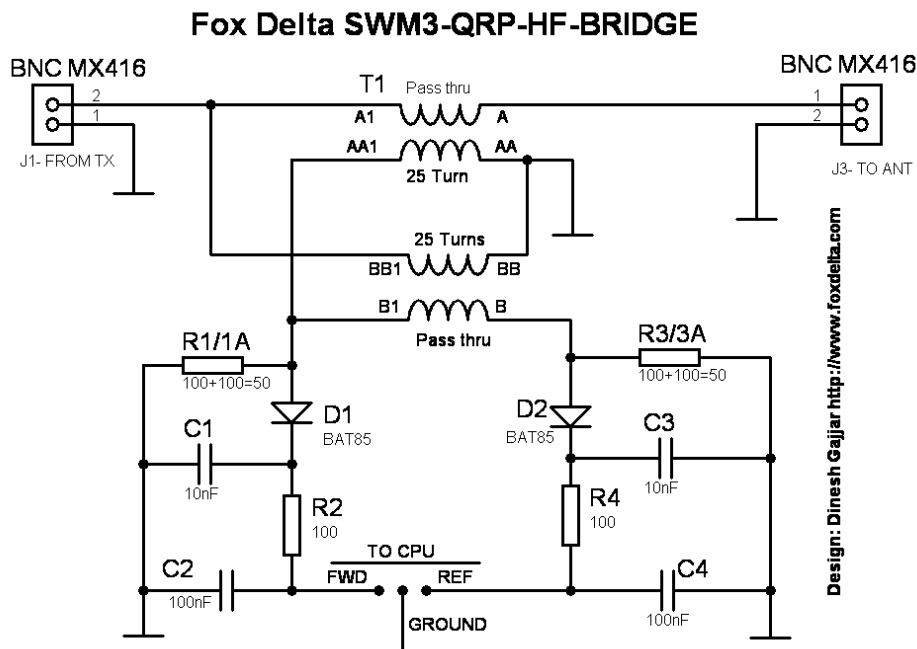 Fox Delta SWM3-QRP-HF-BRIDGE
BNC MX416
2
1
J1- FROM TX
T1
Pass thru
A1
A
AA1
AA
25 Turn
BNC MX416
1
2
J3- TO ANT
25 Turns
BB1
BB
B1
B
Pass thru
R1/1A
100+100=50
R3/3A
100+100=50
D1
BAT85
D2
BAT85
C1
10nF
C3
10nF
R2
100
R4
100
TO CPU
FWD
REF
GROUND
C2
100nF
C4
100nF
Design: Dinesh Gajjar http://www.foxdelta.com